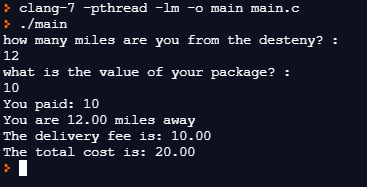 > clang-7 -pthread -lm -o main main.c
> ./main
how many miles are you from the desteny? :
12
what is the value of your package? :
10
You paid: 10
You are 12.00 miles away
The delivery fee is: 10.00
The total cost is: 20.00
>